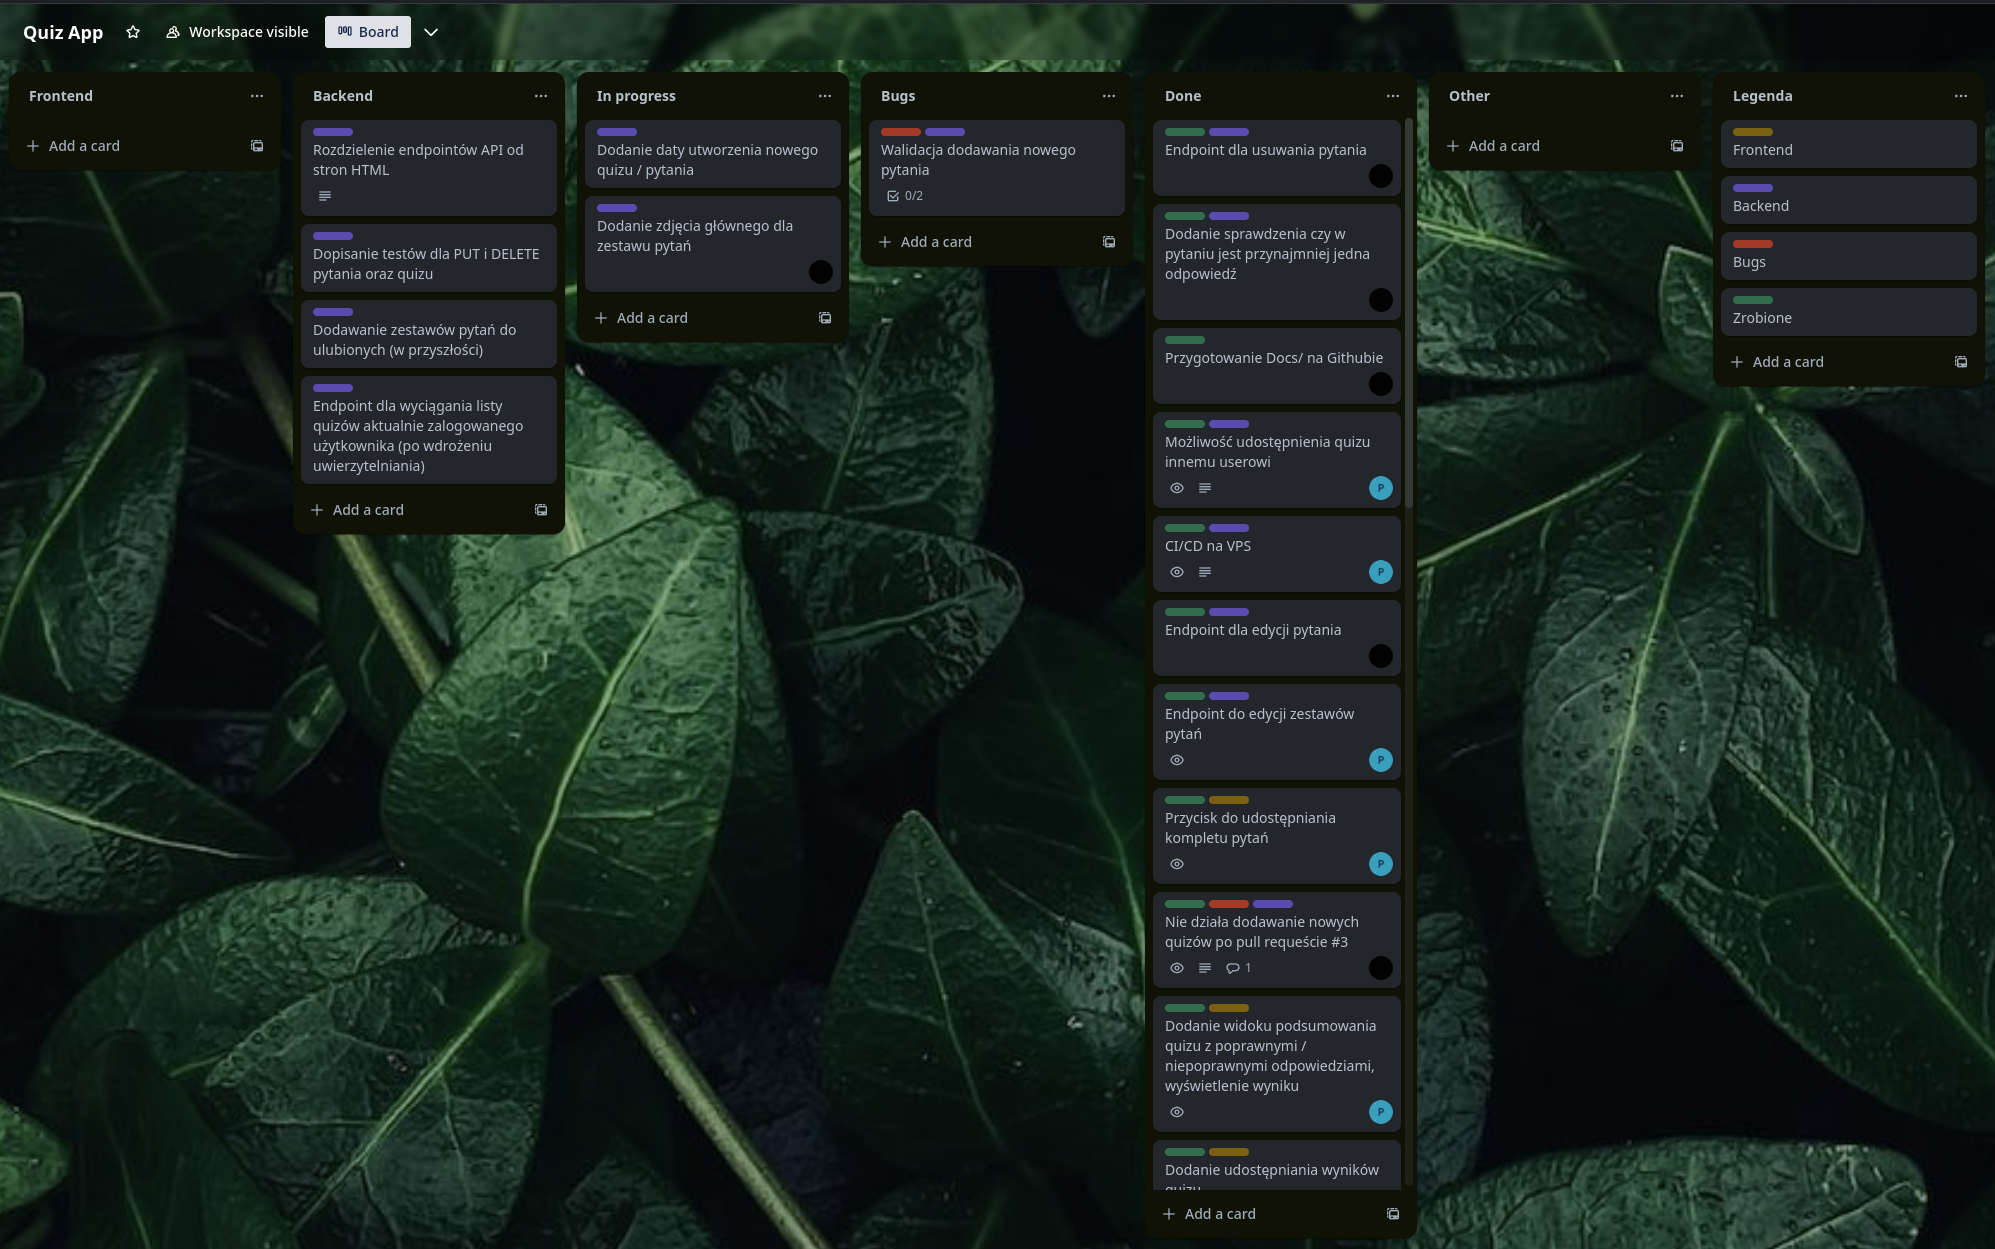 Quiz App
Workspace visible
Board
Frontend
Add a card
Backend
Rozdzielenie endpointów API od
stron HTML
Dopisanie testów dla PUT i DELETE
pytania oraz quizu
Dodawanie zestawów pytań do
ulubionych (w przyszłości)
Endpoint dla wyciągania listy
quizów aktualnie zalogowanego
użytkownika (po wdrożeniu
uwierzytelniania)
Add a card
In progress
Dodanie daty utworzenia nowego
quizu / pytania
Dodanie zdjęcia głównego dla
zestawu pytań
Add a card
Bugs
Walidacja dodawania nowego
pytania
0/2
Add a card
Done
Endpoint dla usuwania pytania
Dodanie sprawdzenia czy w
pytaniu jest przynajmniej jedna
odpowiedź
Przygotowanie Docs/ na Githubie
Możliwość udostępnienia quizu
innemu userowi
P
CI/CD na VPS
P
Endpoint dla edycji pytania
Endpoint do edycji zestawów
pytań
P
Przycisk do udostępniania
kompletu pytań
P
Nie działa dodawanie nowych
quizów po pull requeście #3
1
Dodanie widoku podsumowania
quizu z poprawnymi /
niepoprawnymi odpowiedziami,
wyświetlenie wyniku
P
Dodanie udostępniania wyników
quizu
Add a card
Other
Add a card
Legenda
Frontend
Backend
Bugs
Zrobione
Add a card